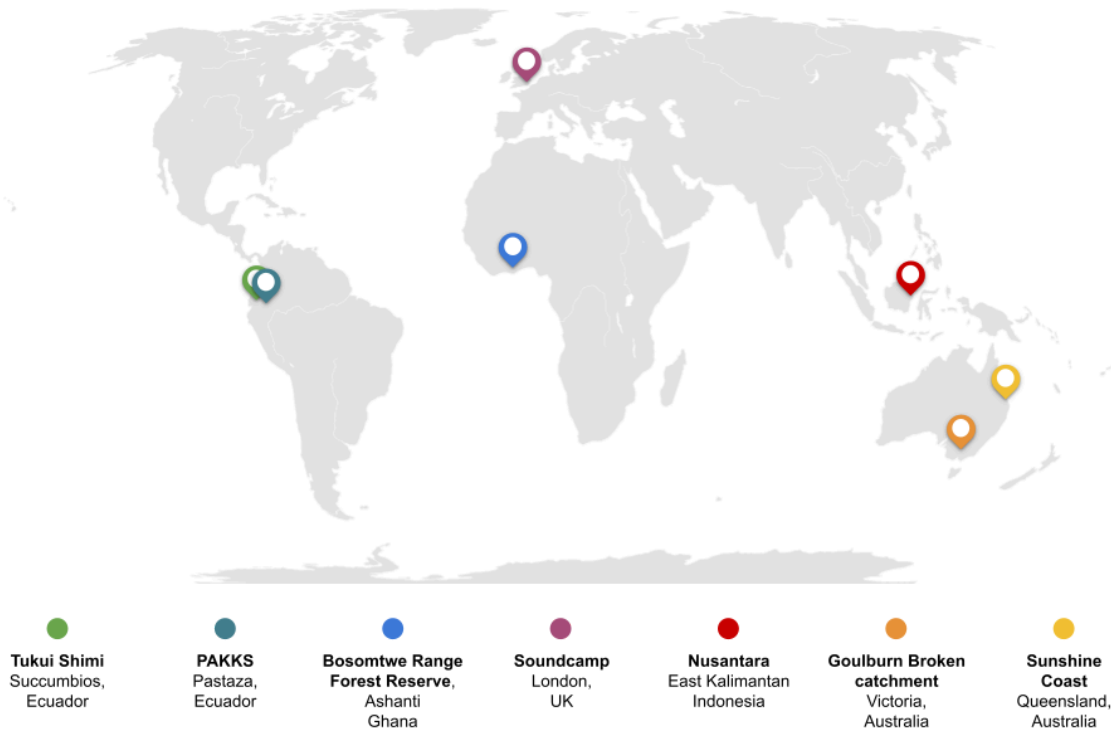 Tukui Shimi
Succumbios,
Ecuador
PAKKS
Pastaza,
Ecuador
Bosomtwe Range
Forest Reserve,
Ashanti
Ghana
Soundcamp
London,
UK
Nusantara
East Kalimantan
Indonesia
Goulburn Broken
catchment
Victoria,
Australia
Sunshine
Coast
Queensland,
Australia